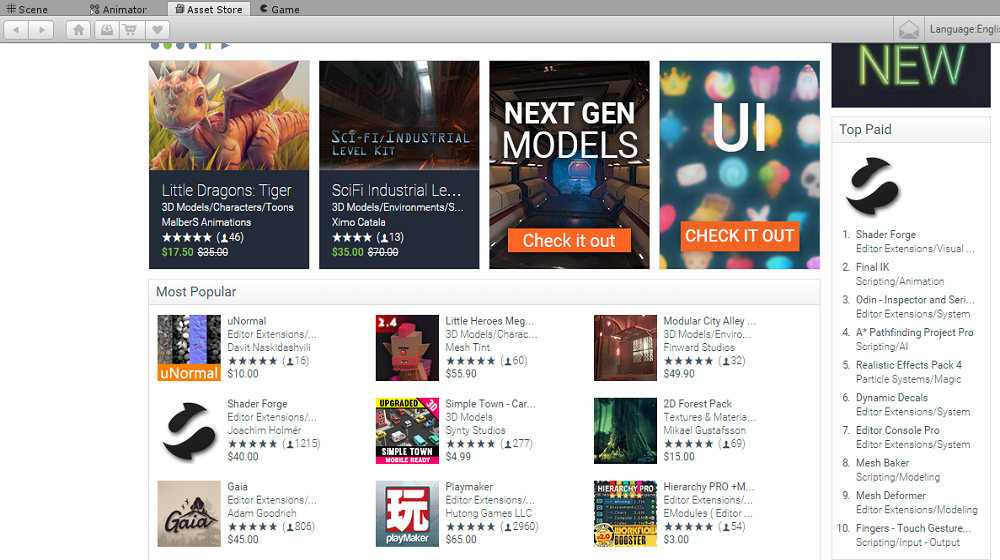 Scene
Animator
Asset Store
Game
Language:Englis
NEW
Little Dragons: Tiger
3D Models/Characters/Toons
MalberS Animations
★★★★★ (46)
$17.50 $35.00
SCI-FI/INDUSTRIAL
LEVEL KIT
SciFi Industrial Le...
3D Models/Environments/S...
Ximo Catala
★★★★ (13)
$35.00 $70.00
NEXT GEN
MODELS
Check it out
UI
CHECK IT OUT
Most Popular
uNormal
uNormal
Editor Extensions/...
Davit Naskidashvili
★★★★★ (16)
$10.00
2.4
Little Heroes Meg...
3D Models/Charac...
Mesh Tint
★★★★★ (60)
$55.90
Modular City Alley ...
3D Models/Enviro...
Finward Studios
★★★★★ (32)
$49.90
Shader Forge
Editor Extensions/...
Joachim Holmér
★★★★★ (1215)
$40.00
UPGRADED
3D
SIMPLE TOWN
MOBILE READY
Simple Town - Car...
3D Models
Synty Studios
★★★★★ (277)
$4.99
2D Forest Pack
Textures & Materia...
Mikael Gustafsson
★★★★★ (69)
$15.00
Gaia
Gaia
Editor Extensions/...
Adam Goodrich
★★★★★ (806)
$45.00
玩
playMaker
Playmaker
Editor Extensions/...
Hutong Games LLC
★★★★★ (2960)
$65.00
HIERARCHY PRO
v2.0
WORKFLOW
BOOSTER
Hierarchy PRO +M...
Editor Extensions/...
EModules ( Editor ...
★★★★★ (54)
$3.00
Top Paid
1. Shader Forge
Editor Extensions/Visual ...
2. Final IK
Scripting/Animation
3. Odin - Inspector and Seri...
Editor Extensions/System
4. A* Pathfinding Project Pro
Scripting/AI
5. Realistic Effects Pack 4
Particle Systems/Magic
6. Dynamic Decals
Editor Extensions/System
7. Editor Console Pro
Editor Extensions/System
8. Mesh Baker
Scripting/Modeling
9. Mesh Deformer
Editor Extensions/Modeling
10. Fingers - Touch Gesture...
Scripting/Input - Output